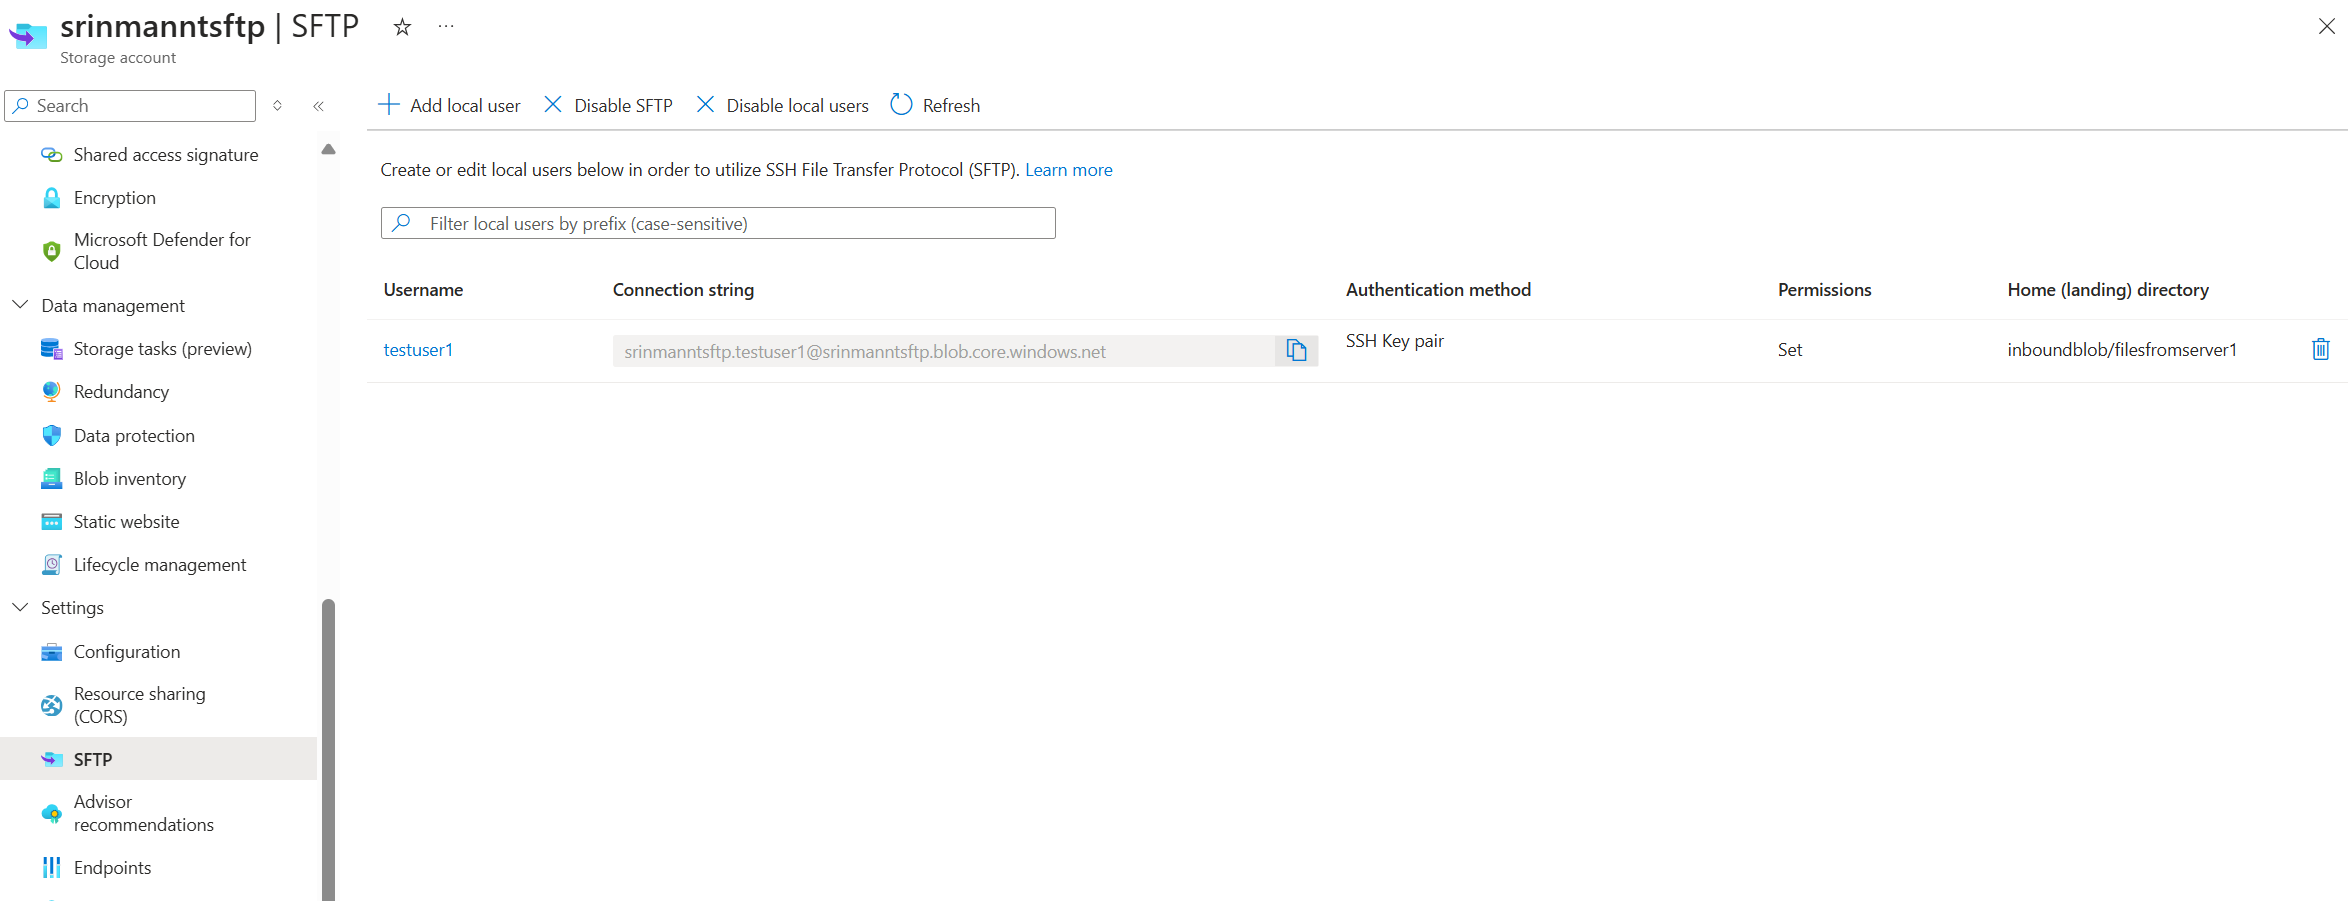 srinmanntsftp | SFTP
Storage account
Search
Add local user
Disable SFTP
Disable local users
Refresh
Shared access signature
Encryption
Microsoft Defender for
Cloud
Data management
Storage tasks (preview)
Redundancy
Data protection
Blob inventory
Static website
Lifecycle management
Settings
Configuration
Resource sharing
(CORS)
SFTP
Advisor
recommendations
Endpoints
Create or edit local users below in order to utilize SSH File Transfer Protocol (SFTP). Learn more
Filter local users by prefix (case-sensitive)
Username Connection string Authentication method Permissions Home (landing) directory
testuser1 srinmanntsftp.testuser1@srinmanntsftp.blob.core.windows.net SSH Key pair Set inboundblob/filesfromserver1